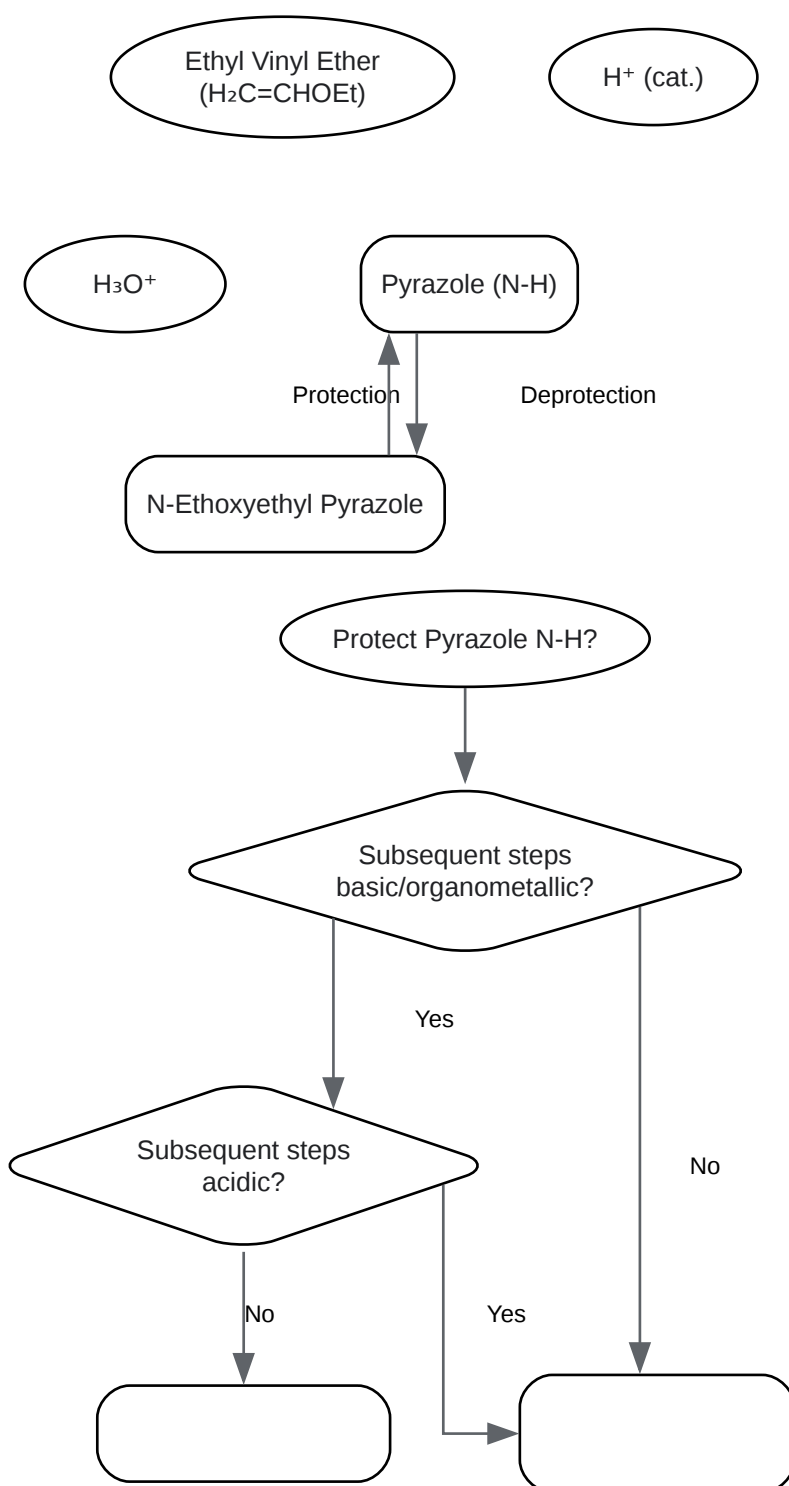 Ethyl Vinyl Ether
(H₂C=CHOEt)
H⁺ (cat.)
H₃O⁺
Pyrazole (N-H)
Protection
Deprotection
N-Ethoxyethyl Pyrazole
Protect Pyrazole N-H?
Subsequent steps
basic/organometallic?
Yes
Subsequent steps
acidic?
No
No
Yes